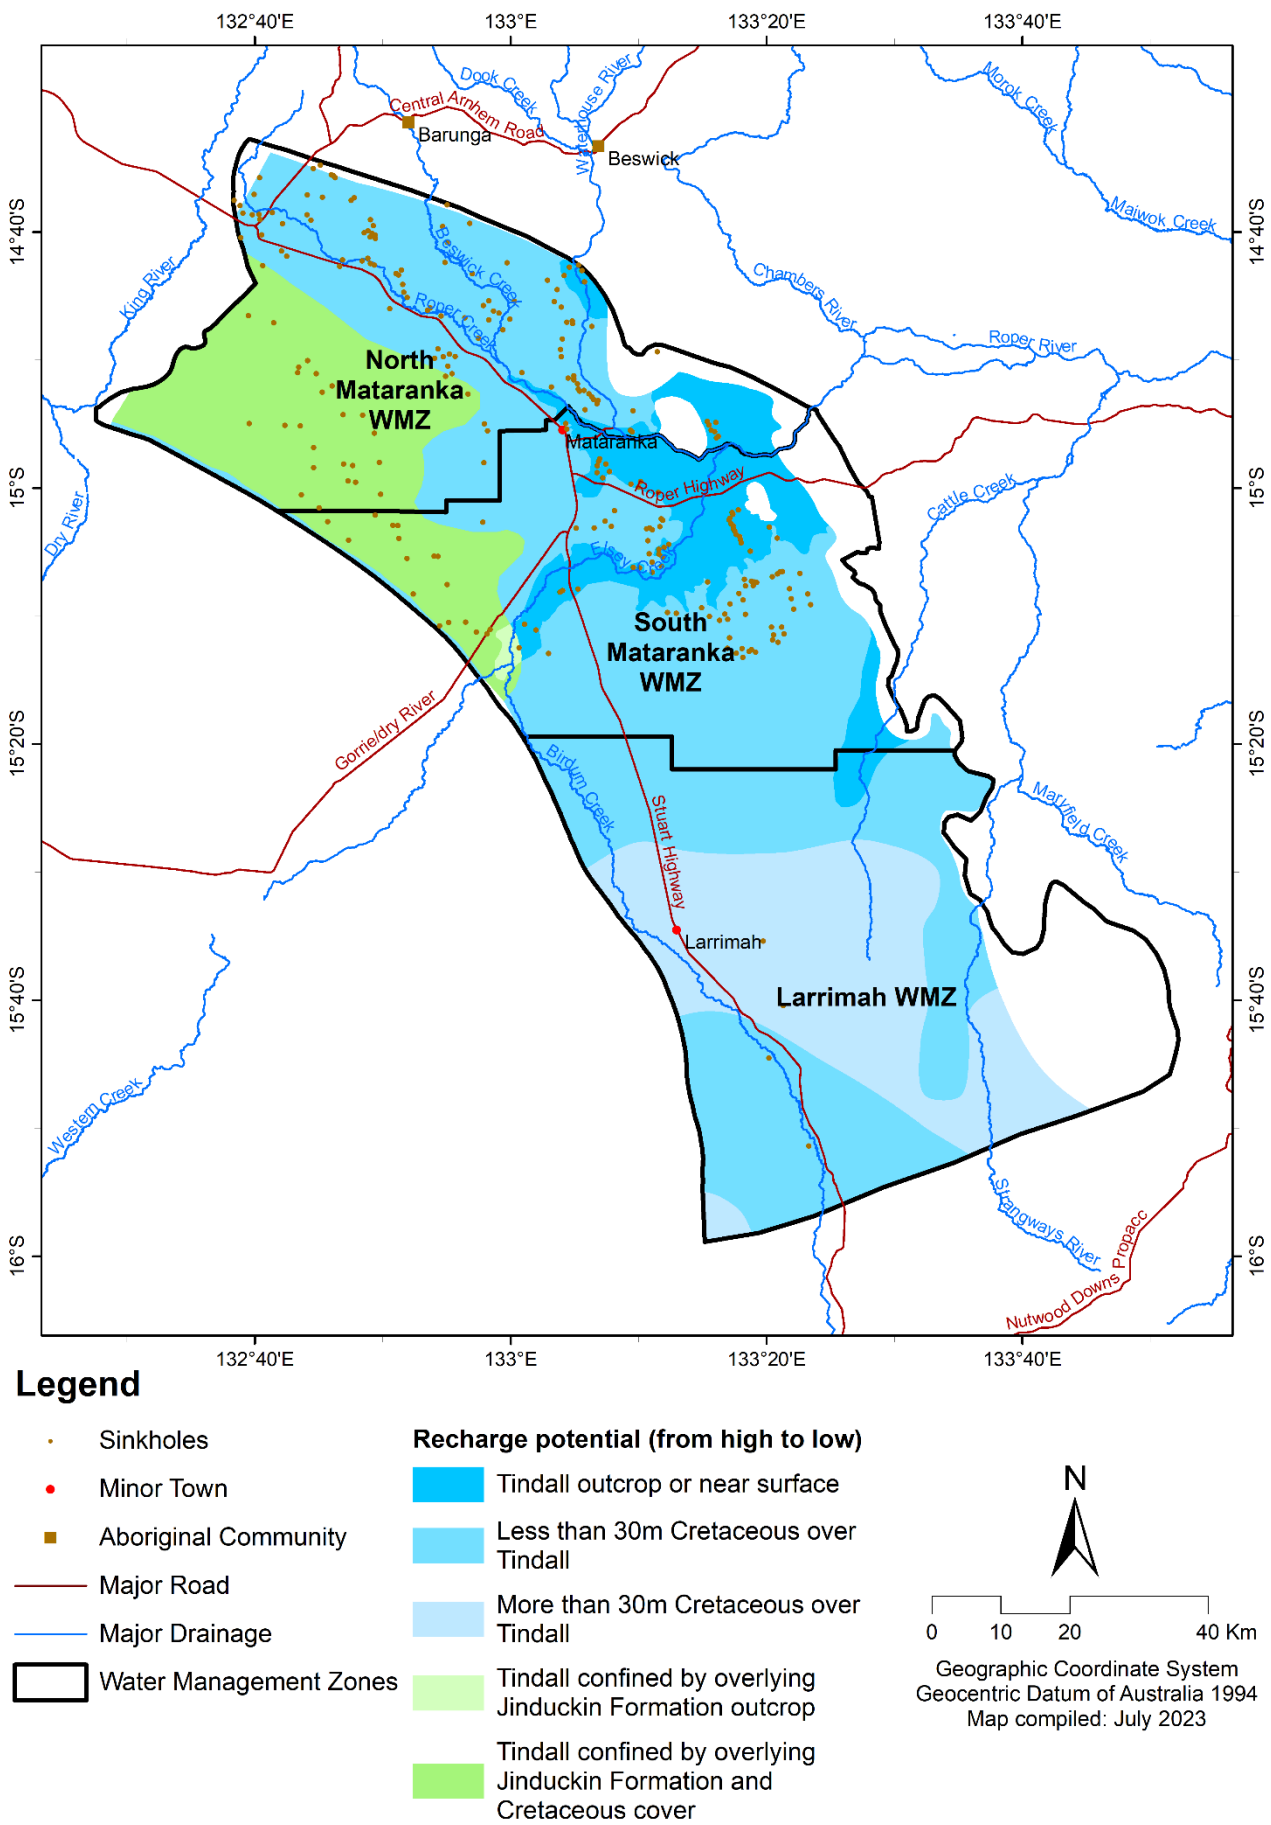 132°40'E
133°E
133°20'E
133°40'E
Dook Creek
Waterhouse River
Morok Creek
Central Arnhem Road
Barunga
Beswick
14°40'S
14°40'S
Maiwok Creek
King River
Beswick Creek
Chambers River
Roper Creek
Roper River
North
Mataranka
WMZ
Mataranka
15°S
15°S
Roper Highway
Cattle Creek
Dry River
Elsey Creek
South
Mataranka
WMZ
Gorrie/dry River
15°20'S
15°20'S
Birdum Creek
Stuart Highway
Markfield Creek
Larrimah
15°40'S
15°40'S
Larrimah WMZ
Western Creek
Strangways River
16°S
16°S
Nutwood Downs Propacc
132°40'E
133°E
133°20'E
133°40'E
Legend
Sinkholes
Minor Town
Aboriginal Community
Major Road
Major Drainage
Water Management Zones
Recharge potential (from high to low)
Tindall outcrop or near surface
Less than 30m Cretaceous over
Tindall
More than 30m Cretaceous over
Tindall
Tindall confined by overlying
Jinduckin Formation outcrop
Tindall confined by overlying
Jinduckin Formation and
Cretaceous cover
N
0 10 20 40 Km
Geographic Coordinate System
Geocentric Datum of Australia 1994
Map compiled: July 2023